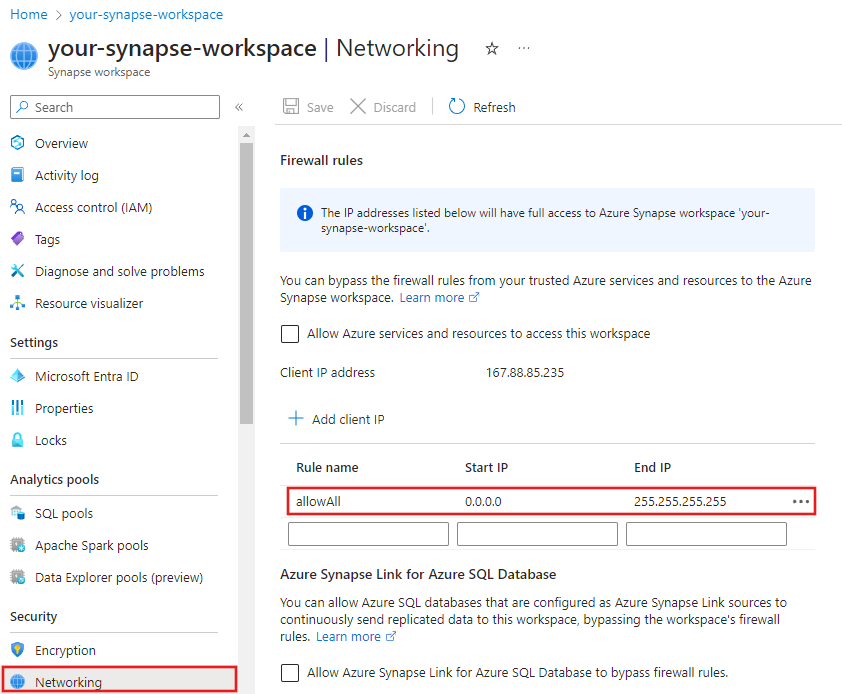 Home > your-synapse-workspace
your-synapse-workspace | Networking
Synapse workspace
Search
Overview
Activity log
Access control (IAM)
Tags
Diagnose and solve problems
Resource visualizer
Settings
Microsoft Entra ID
Properties
Locks
Analytics pools
SQL pools
Apache Spark pools
Data Explorer pools (preview)
Security
Encryption
Networking
Save Discard Refresh
Firewall rules
The IP addresses listed below will have full access to Azure Synapse workspace 'your-
synapse-workspace'.
You can bypass the firewall rules from your trusted Azure services and resources to the Azure
Synapse workspace. Learn more
Allow Azure services and resources to access this workspace
Client IP address 167.88.85.235
Add client IP
Rule name Start IP End IP
allowAll 0.0.0.0 255.255.255.255
Azure Synapse Link for Azure SQL Database
You can allow Azure SQL databases that are configured as Azure Synapse Link sources to
continuously send replicated data to this workspace, bypassing the workspace's firewall
rules. Learn more
Allow Azure Synapse Link for Azure SQL Database to bypass firewall rules.